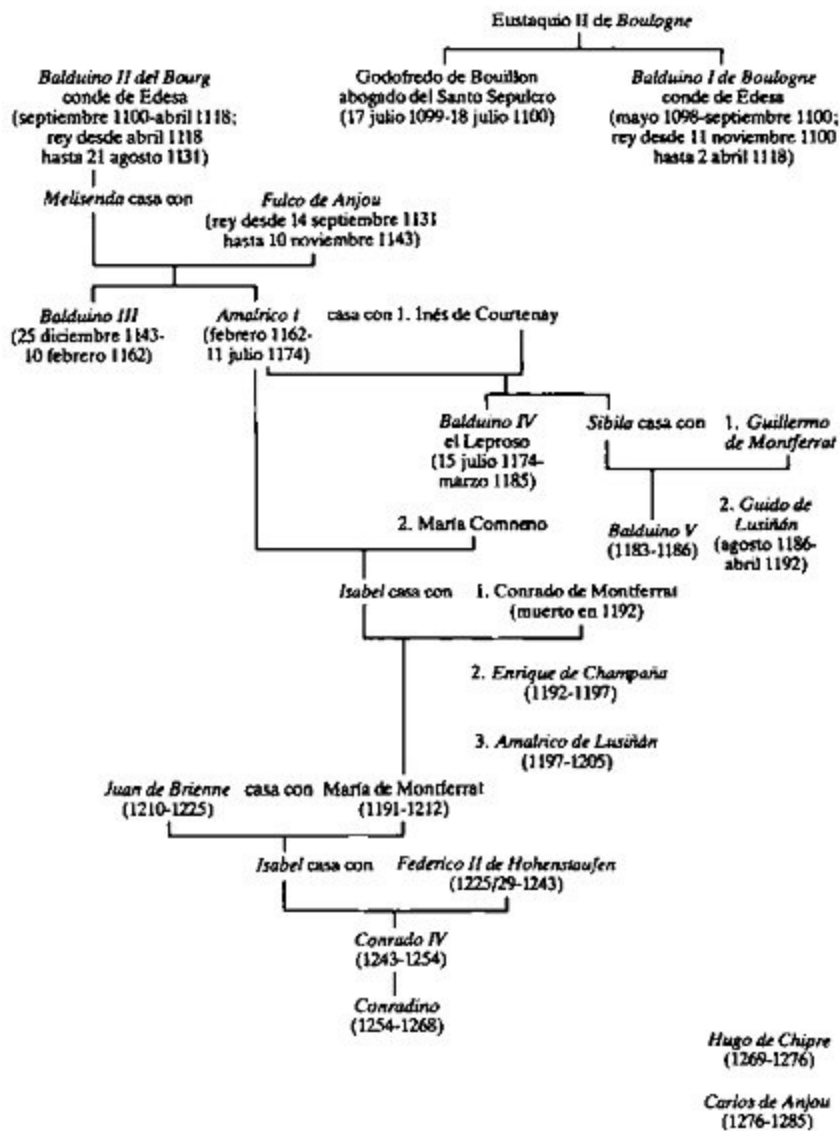 Eustaquio II de Boulogne
Balduino II del Bourg
conde de Edesa
(septiembre 1100-abril 1118;
rey desde abril 1118
hasta 21 agosto 1131)
Godofredo de Bouillon
abogado del Santo Sepulcro
(17 julio 1099-18 julio 1100)
Balduino I de Boulogne
conde de Edesa
(mayo 1098-septiembre 1100;
rey desde 11 noviembre 1100
hasta 2 abril 1118)
Melisenda casa con
Fulco de Anjou
(rey desde 14 septiembre 1131
hasta 10 noviembre 1143)
Balduino III
(25 diciembre 1143-
10 febrero 1162)
Amalrico I
(febrero 1162-
11 julio 1174)
casa con 1. Inés de Courtenay
Balduino IV
el Leproso
(15 julio 1174-
marzo 1185)
Sibila casa con
1. Guillermo
de Montferrat
2. María Comneno
Balduino V
(1183-1186)
2. Guido de
Lusiñán
(agosto 1186-
abril 1192)
Isabel casa con
1. Conrado de Montferrat
(muerto en 1192)
2. Enrique de Champaña
(1192-1197)
3. Amalrico de Lusiñán
(1197-1205)
Juan de Brienne casa con María de Montferrat
(1210-1225) (1191-1212)
Isabel casa con
Federico II de Hohenstaufen
(1225/29-1243)
Conrado IV
(1243-1254)
Conradino
(1254-1268)
Hugo de Chipre
(1269-1276)
Carlos de Anjou
(1276-1285)